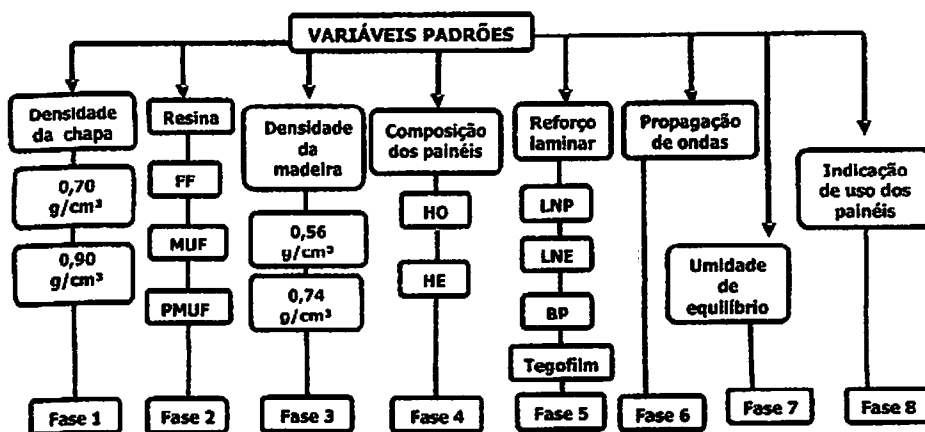 VARIÁVEIS PADRÕES
Densidade
da chapa
0,70
g/cm³
0,90
g/cm³
Fase 1
Resina
FF
MUF
PMUF
Fase 2
Densidade
da
madeira
0,56
g/cm³
0,74
g/cm³
Fase 3
Composição
dos painéis
HO
HE
Fase 4
Reforço
laminar
LNP
LNE
BP
Tegofilm
Fase 5
Propagação
de ondas
Fase 6
Umidade
de
equilíbrio
Fase 7
Indicação
de uso dos
painéis
Fase 8